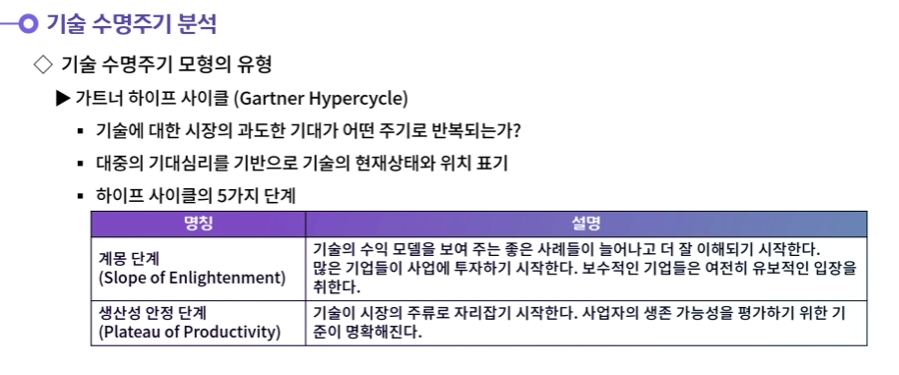 기술 수명주기 분석
◇ 기술 수명주기 모형의 유형
▶ 가트너 하이프 사이클 (Gartner Hypercycle)
▪ 기술에 대한 시장의 과도한 기대가 어떤 주기로 반복되는가?
▪ 대중의 기대심리를 기반으로 기술의 현재상태와 위치 표기
▪ 하이프 사이클의 5가지 단계
명칭 설명
계몽 단계
(Slope of Enlightenment)
기술의 수익 모델을 보여 주는 좋은 사례들이 늘어나고 더 잘 이해되기 시작한다.
많은 기업들이 사업에 투자하기 시작한다. 보수적인 기업들은 여전히 유보적인 입장을
취한다.
생산성 안정 단계
(Plateau of Productivity)
기술이 시장의 주류로 자리잡기 시작한다. 사업자의 생존 가능성을 평가하기 위한 기
준이 명확해진다.